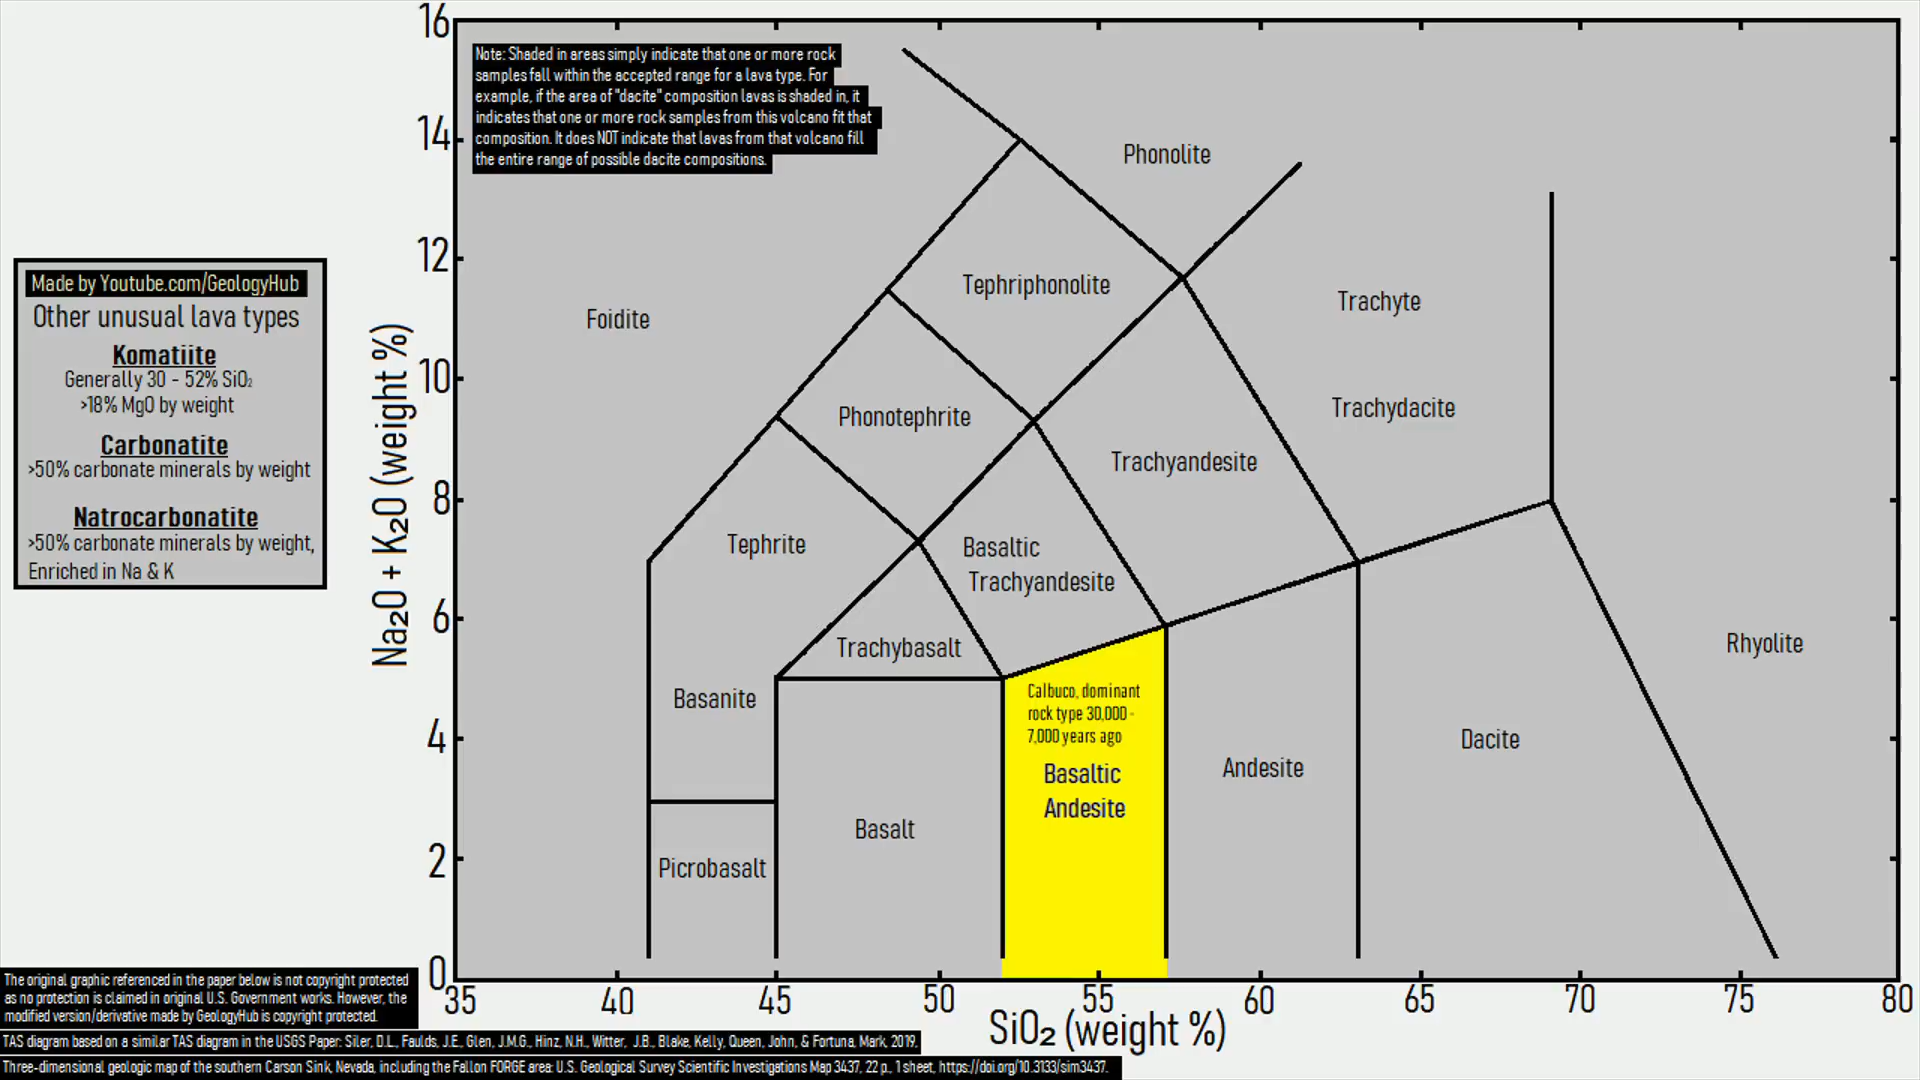 16
14
12
10
8
6
4
2
0
Na₂O + K₂O (weight %)
Note: Shaded in areas simply indicate that one or more rock
samples fall within the accepted range for a lava type. For
example, if the area of "dacite" composition lavas is shaded in, it
indicates that one or more rock samples from this volcano fit that
composition. It does NOT indicate that lavas from that volcano fill
the entire range of possible dacite compositions.
Made by Youtube.com/GeologyHub
Other unusual lava types
Komatiite
Generally 30 - 52% SiO₂
>18% MgO by weight
Carbonatite
>50% carbonate minerals by weight
Natrocarbonatite
>50% carbonate minerals by weight,
Enriched in Na & K
Phonolite
Tephriphonolite
Foidite
Trachyte
Trachydacite
Phonotephrite
Trachyandesite
Tephrite
Basaltic
Trachyandesite
Trachybasalt
Rhyolite
Basanite
Calbuco, dominant
rock type 30,000 -
7,000 years ago
Basaltic
Andesite
Andesite
Dacite
Basalt
Picrobasalt
35 40 45 50 55 60 65 70 75 80
SiO₂ (weight %)
The original graphic referenced in the paper below is not copyright protected
as no protection is claimed in original U.S. Government works. However, the
modified version/derivative made by GeologyHub is copyright protected.
TAS diagram based on a similar TAS diagram in the USGS Paper: Siler, D.L., Faulds, J.E., Glen, J.M.G., Hinz, N.H., Witter, J.B., Blake, Kelly, Queen, John, & Fortuna, Mark, 2019.
Three-dimensional geologic map of the southern Carson Sink, Nevada, including the Fallon FORGE area: U.S. Geological Survey Scientific Investigations Map 3437, 22 p., 1 sheet, https://doi.org/10.3133/sim3437.